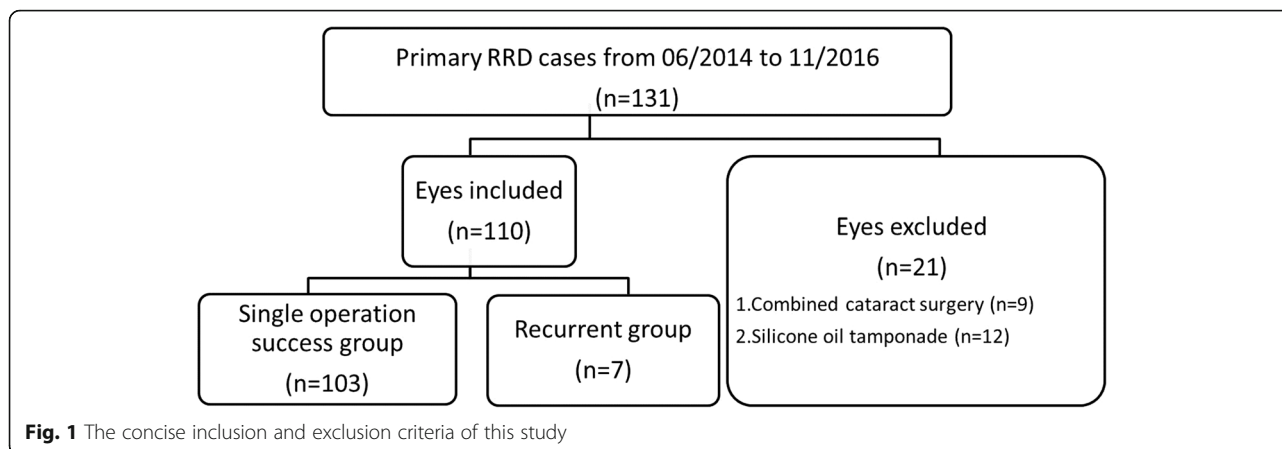 Primary RRD cases from 06/2014 to 11/2016
(n=131)
Eyes included
(n=110)
Eyes excluded
(n=21)
1.Combined cataract surgery (n=9)
2.Silicone oil tamponade (n=12)
Single operation
success group
(n=103)
Recurrent group
(n=7)
Fig. 1 The concise inclusion and exclusion criteria of this study